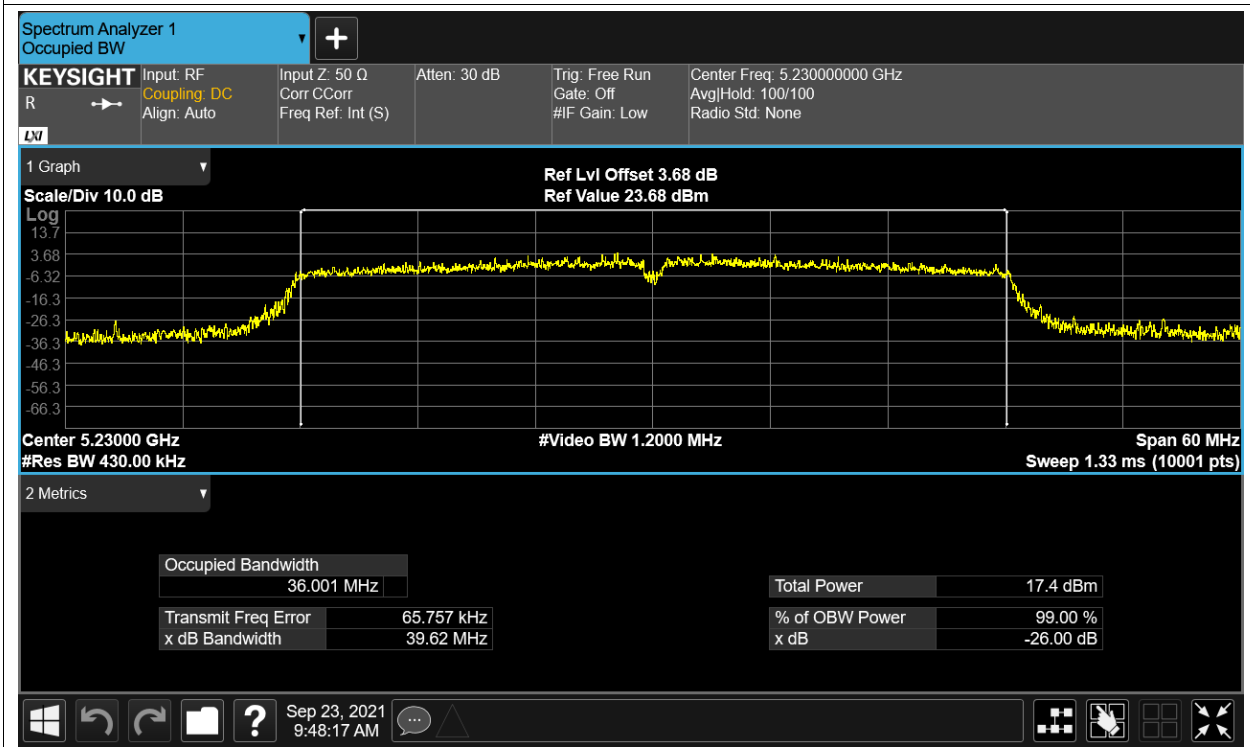 Spectrum Analyzer 1
Occupied BW
KEYSIGHT
R
LXI
Input: RF
Coupling: DC
Align: Auto
Input Z: 50 Ω
Corr CCorr
Freq Ref: Int (S)
Atten: 30 dB
Trig: Free Run
Gate: Off
#IF Gain: Low
Center Freq: 5.230000000 GHz
Avg|Hold: 100/100
Radio Std: None
1 Graph
Ref Lvl Offset 3.68 dB
Scale/Div 10.0 dB
Ref Value 23.68 dBm
Log
13.7
3.68
-6.32
-16.3
-26.3
-36.3
-46.3
-56.3
-66.3
Center 5.23000 GHz
#Video BW 1.2000 MHz
Span 60 MHz
#Res BW 430.00 kHz
Sweep 1.33 ms (10001 pts)
2 Metrics
Occupied Bandwidth
36.001 MHz
Total Power 17.4 dBm
Transmit Freq Error 65.757 kHz
% of OBW Power 99.00 %
x dB Bandwidth 39.62 MHz
x dB -26.00 dB
?
Sep 23, 2021
9:48:17 AM